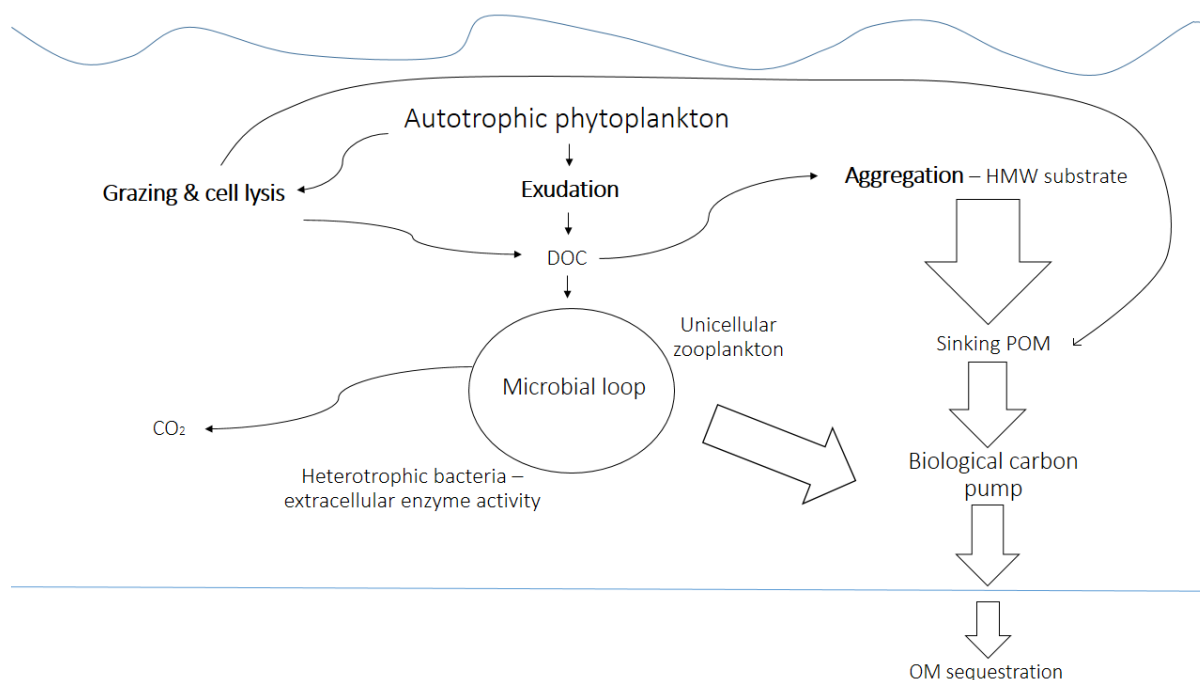 Autotrophic phytoplankton
Grazing & cell lysis
Exudation
Aggregation – HMW substrate
DOC
Unicellular
zooplankton
Sinking POM
Microbial loop
CO₂
Heterotrophic bacteria –
extracellular enzyme activity
Biological carbon
pump
OM sequestration